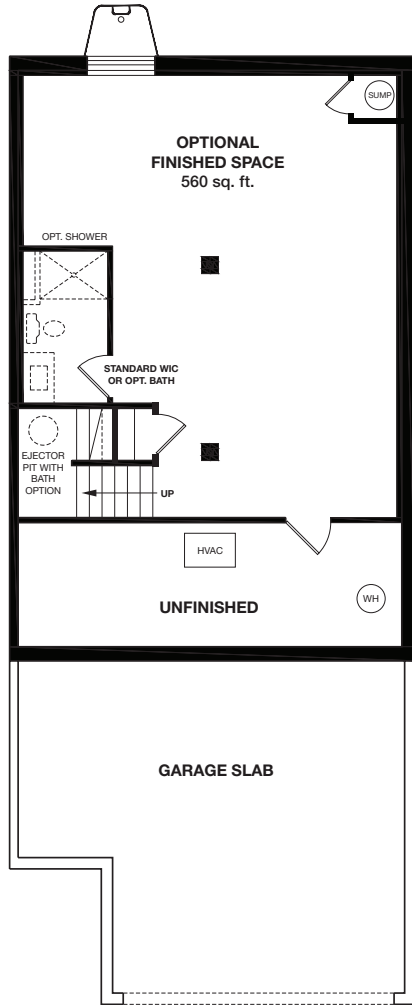 SUMP
OPTIONAL
FINISHED SPACE
560 sq. ft.
OPT. SHOWER
STANDARD WIC
OR OPT. BATH
EJECTOR
PIT WITH
BATH
OPTION
UP
HVAC
WH
UNFINISHED
GARAGE SLAB